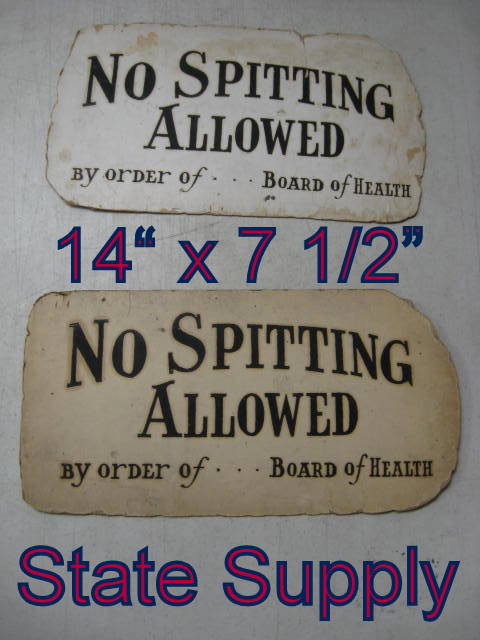 No Spitting
Allowed
By order of . . . Board of Health
14“ x 7 1/2”
No Spitting
Allowed
By order of . . . Board of Health
State Supply